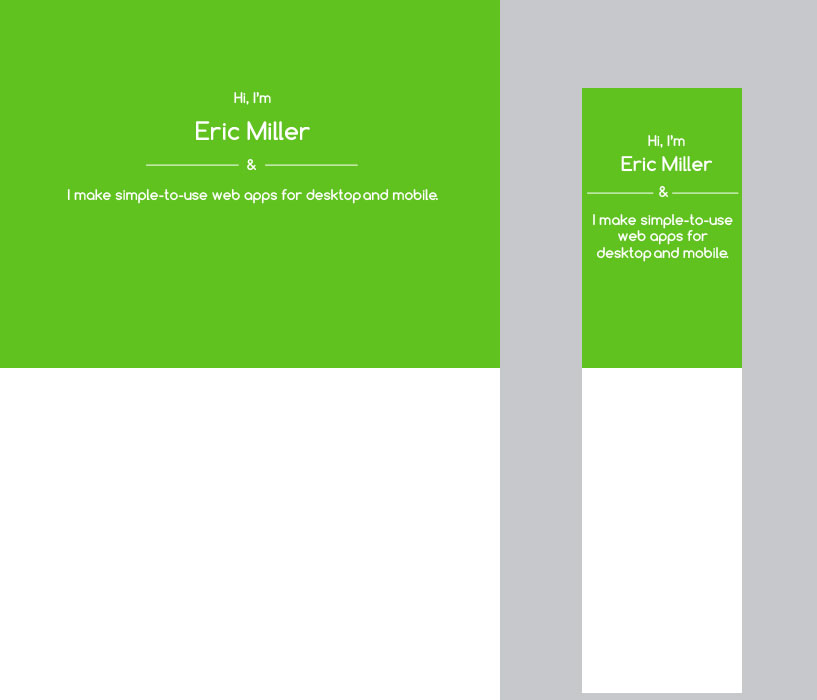 Hi, I'm
Eric Miller
&
I make simple-to-use web apps for desktop and mobile.
Hi, I'm
Eric Miller
&
I make simple-to-use
web apps for
desktop and mobile.